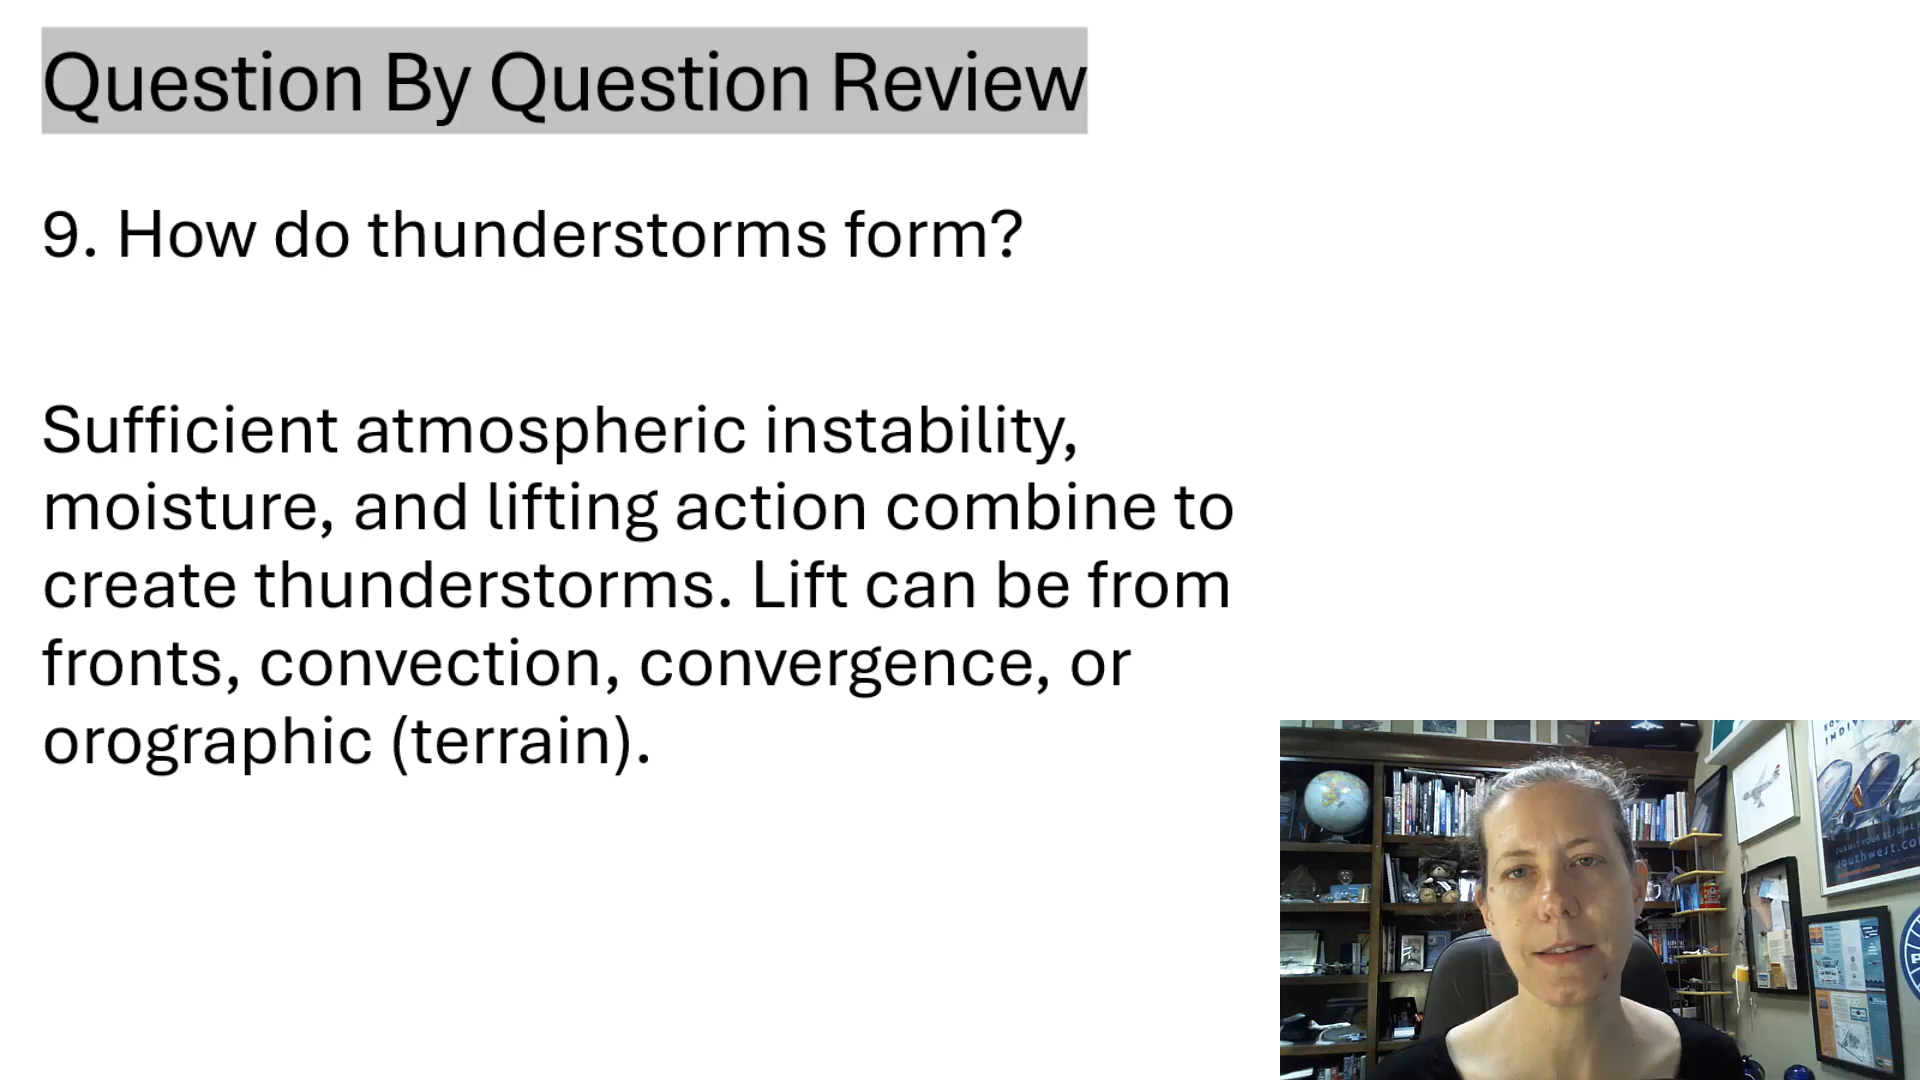 Question By Question Review
9. How do thunderstorms form?
Sufficient atmospheric instability,
moisture, and lifting action combine to
create thunderstorms. Lift can be from
fronts, convection, convergence, or
orographic (terrain).